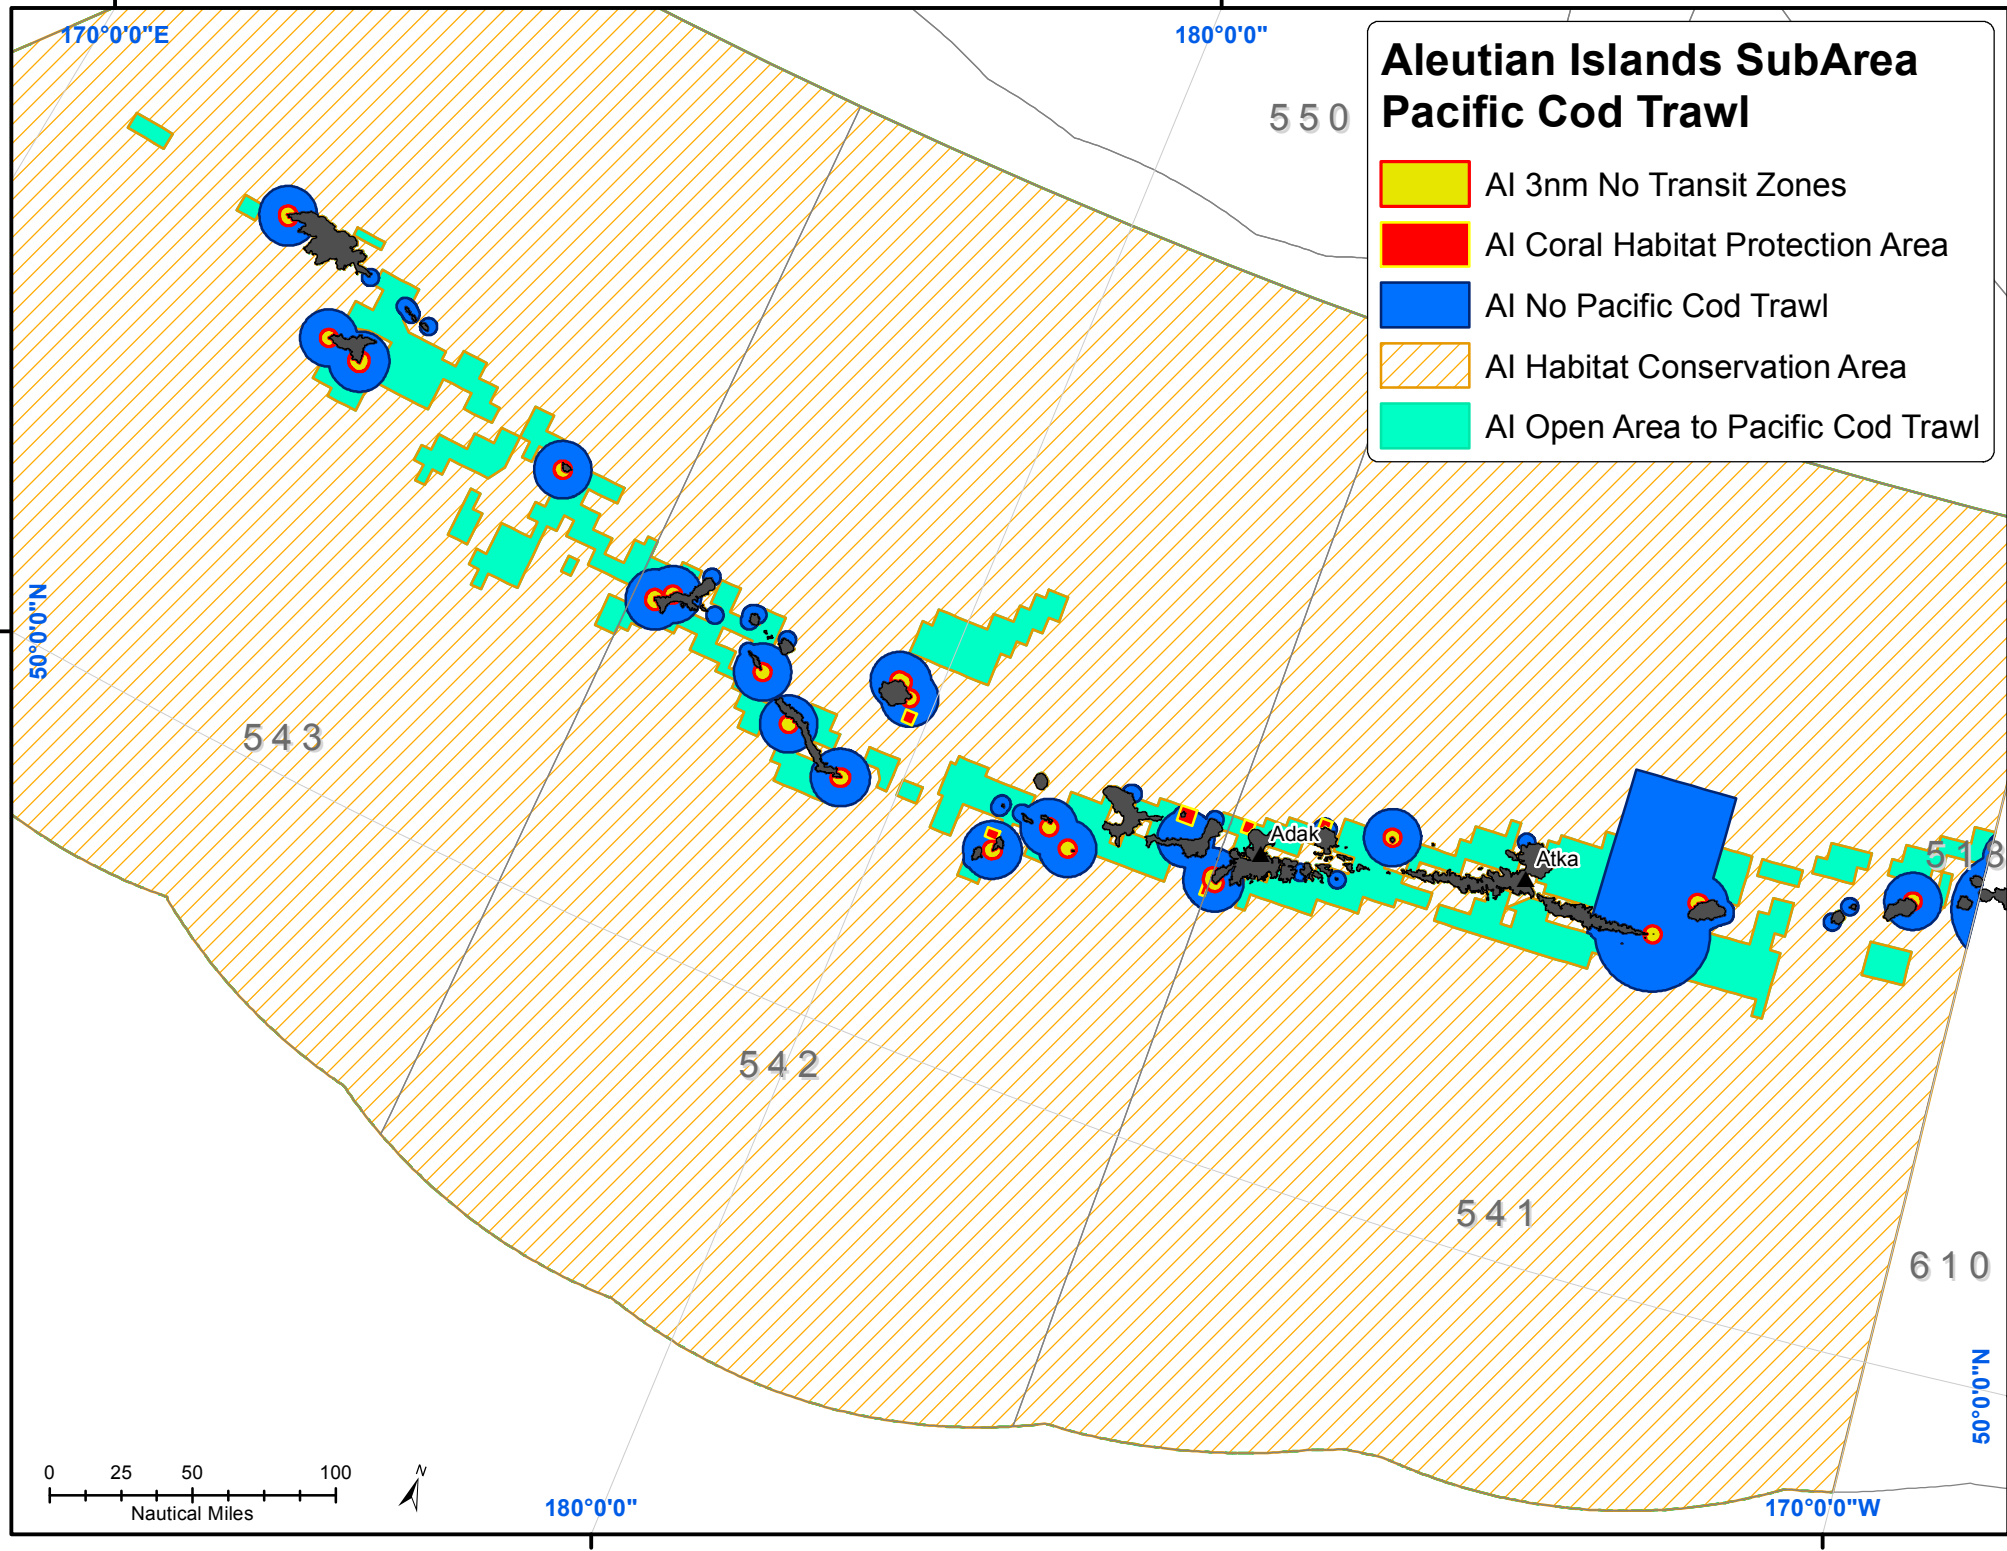 170°0'0"E
180°0'0"
Aleutian Islands SubArea
Pacific Cod Trawl
550
AI 3nm No Transit Zones
AI Coral Habitat Protection Area
AI No Pacific Cod Trawl
AI Habitat Conservation Area
AI Open Area to Pacific Cod Trawl
50°0'0"N
543
Adak
Atka
513
542
541
610
50°0'0"N
0 25 50 100
Nautical Miles
N
180°0'0"
170°0'0"W